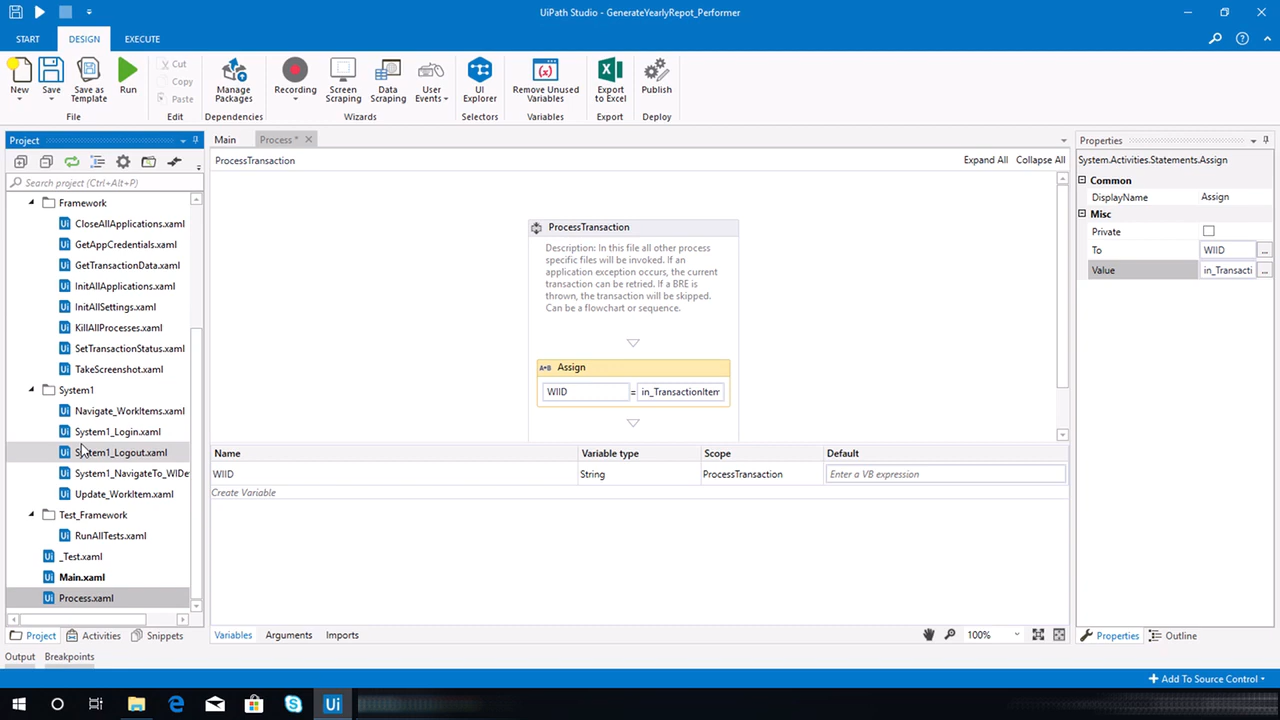 UiPath Studio - GenerateYearlyRepot_Performer
START
DESIGN
EXECUTE
New
Save
Save as
Template
Run
Cut
Copy
Paste
Manage
Packages
Recording
Screen
Scraping
Data
Scraping
User
Events
UI
Explorer
Remove Unused
Variables
Export
to Excel
Publish
File
Edit
Dependencies
Wizards
Selectors
Variables
Export
Deploy
Project
Search project (Ctrl+Alt+P)
Framework
CloseAllApplications.xaml
GetAppCredentials.xaml
GetTransactionData.xaml
InitAllApplications.xaml
InitAllSettings.xaml
KillAllProcesses.xaml
SetTransactionStatus.xaml
TakeScreenshot.xaml
System1
Navigate_WorkItems.xaml
System1_Login.xaml
System1_Logout.xaml
System1_NavigateTo_WIDe
Update_WorkItem.xaml
Test_Framework
RunAllTests.xaml
_Test.xaml
Main.xaml
Process.xaml
Project
Activities
Snippets
Output
Breakpoints
Main
Process *
ProcessTransaction
Expand All
Collapse All
ProcessTransaction
Description: In this file all other process
specific files will be invoked. If an
application exception occurs, the current
transaction can be retried. If a BRE is
thrown, the transaction will be skipped.
Can be a flowchart or sequence.
A+B Assign
WIID = in_TransactionItem
Name Variable type Scope Default
WIID String ProcessTransaction Enter a VB expression
Create Variable
Variables
Arguments
Imports
100%
Properties
System.Activities.Statements.Assign
Common
DisplayName Assign
Misc
Private
To WIID ...
Value in_Transacti ...
Properties
Outline
Add To Source Control
Ui